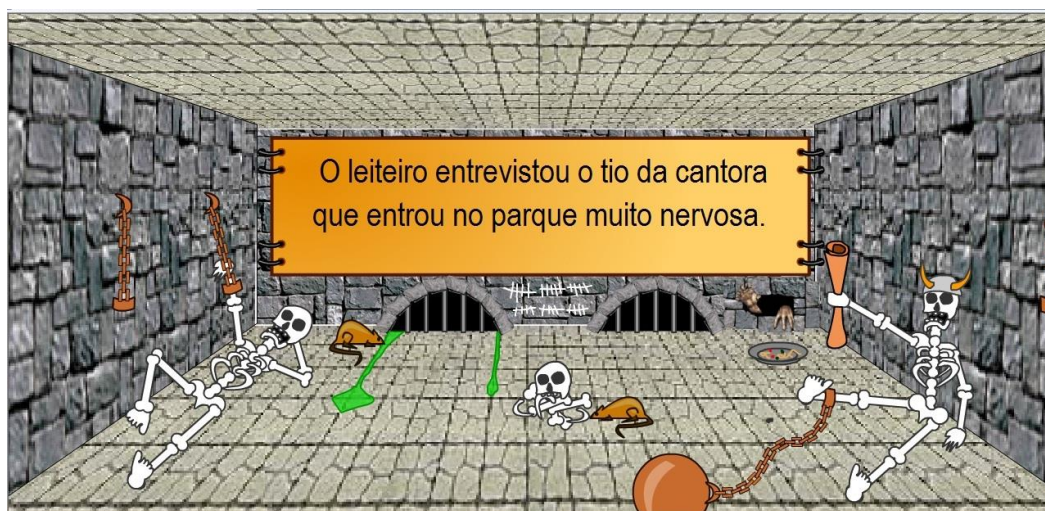 O leiteiro entrevistou o tio da cantora
que entrou no parque muito nervosa.